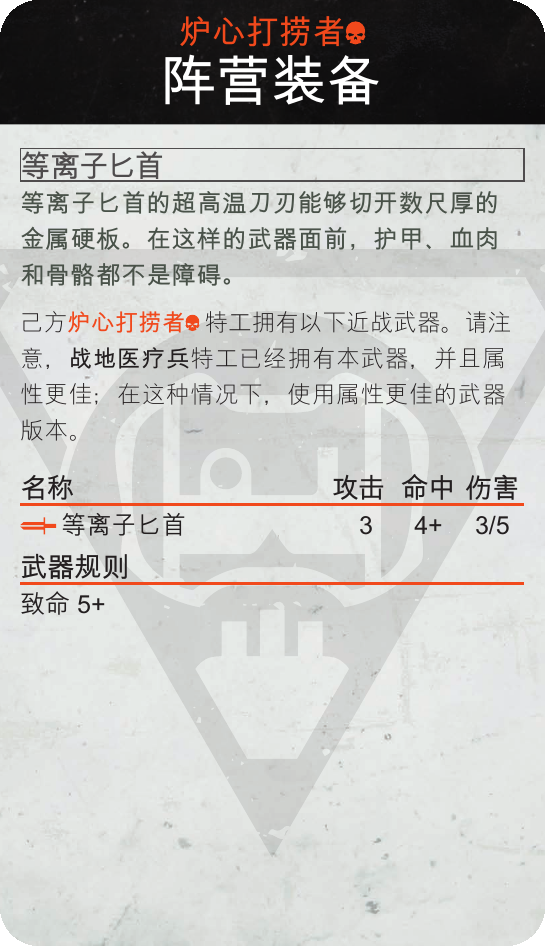 炉心打捞者
阵营装备
等离子匕首
等离子匕首的超高温刀刃能够切开数尺厚的
金属硬板。在这样的武器面前，护甲、血肉
和骨骼都不是障碍。
己方炉心打捞者特工拥有以下近战武器。请注
意，战地医疗兵特工已经拥有本武器，并且属
性更佳；在这种情况下，使用属性更佳的武器
版本。
名称 攻击 命中 伤害
等离子匕首 3 4+ 3/5
武器规则
致命 5+